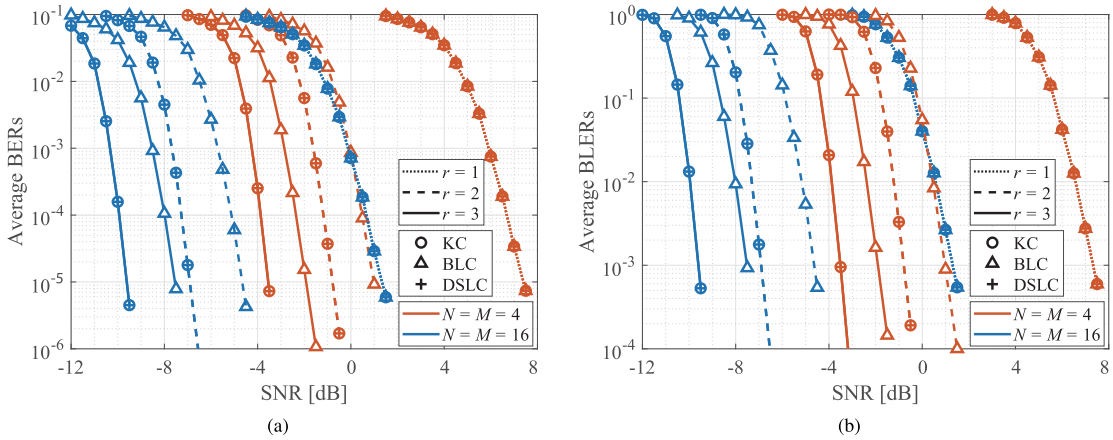 10^-1
10^-2
10^-3
10^-4
10^-5
10^-6
Average BERs
-12
-8
-4
0
4
8
SNR [dB]
r = 1
r = 2
r = 3
KC
BLC
DSLC
N = M = 4
N = M = 16
(a)
10^0
10^-1
10^-2
10^-3
10^-4
Average BLERs
-12
-8
-4
0
4
8
SNR [dB]
r = 1
r = 2
r = 3
KC
BLC
DSLC
N = M = 4
N = M = 16
(b)